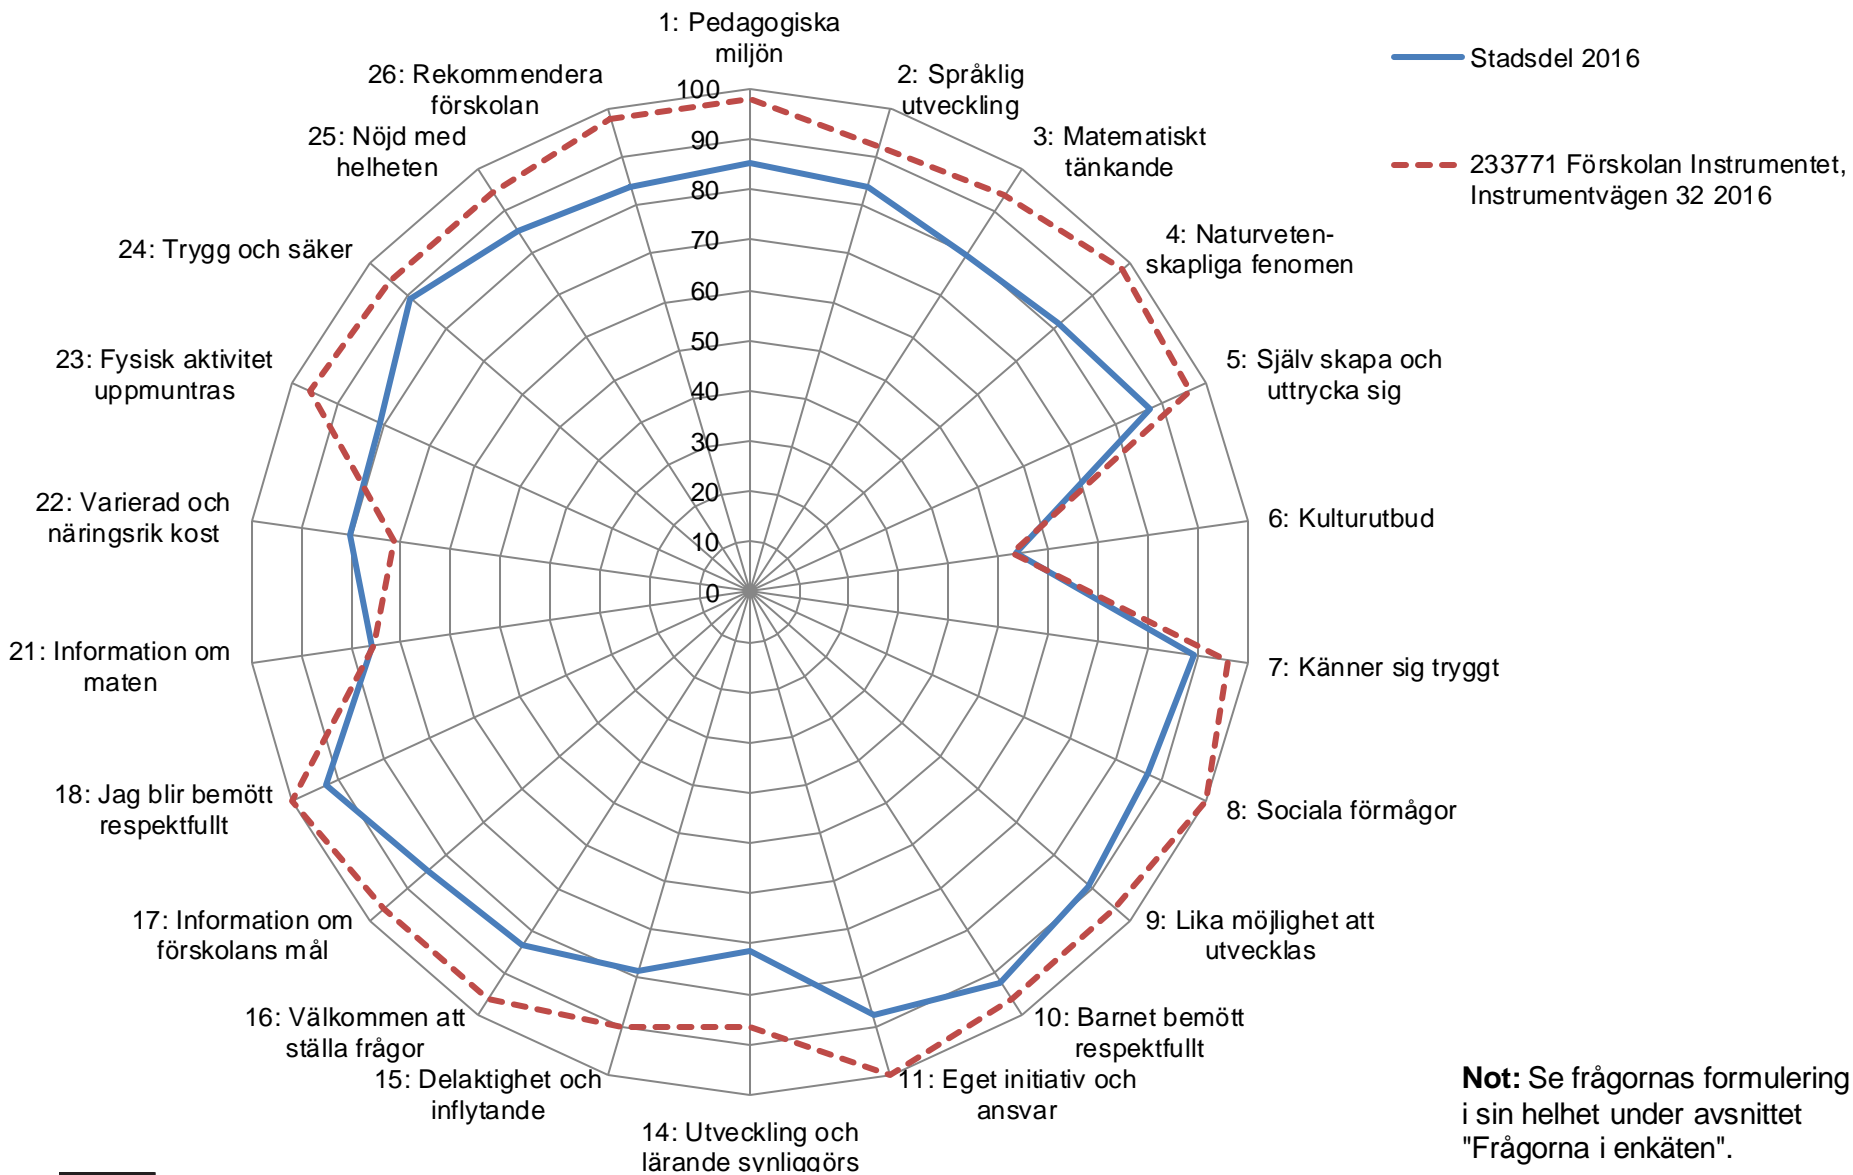 1: Pedagogiska
miljön
2: Språklig
utveckling
3: Matematiskt
tänkande
4: Naturveten-
skapliga fenomen
5: Själv skapa och
uttrycka sig
6: Kulturutbud
7: Känner sig tryggt
8: Sociala förmågor
9: Lika möjlighet att
utvecklas
10: Barnet bemött
respektfullt
11: Eget initiativ och
ansvar
14: Utveckling och
lärande synliggörs
15: Delaktighet och
inflytande
16: Välkommen att
ställa frågor
17: Information om
förskolans mål
18: Jag blir bemött
respektfullt
21: Information om
maten
22: Varierad och
näringsrik kost
23: Fysisk aktivitet
uppmuntras
24: Trygg och säker
25: Nöjd med
helheten
26: Rekommendera
förskolan
100
90
80
70
60
50
40
30
20
10
0
Stadsdel 2016
233771 Förskolan Instrumentet,
Instrumentvägen 32 2016
Not: Se frågornas formulering
i sin helhet under avsnittet
"Frågorna i enkäten".